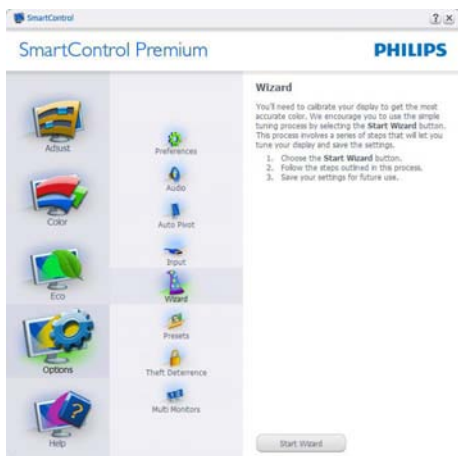 SmartControl
SmartControl Premium
PHILIPS
Adjust
Color
Eco
Options
Help
Preferences
Audio
Auto Pivot
Input
Wizard
Presets
Theft Deterrence
Multi Monitors
Wizard
You'll need to calibrate your display to get the most
accurate color. We encourage you to use the simple
tuning process by selecting the Start Wizard button.
This process involves a series of steps that will let you
tune your display and save the settings.
1. Choose the Start Wizard button.
2. Follow the steps outlined in this process.
3. Save your settings for future use.
Start Wizard